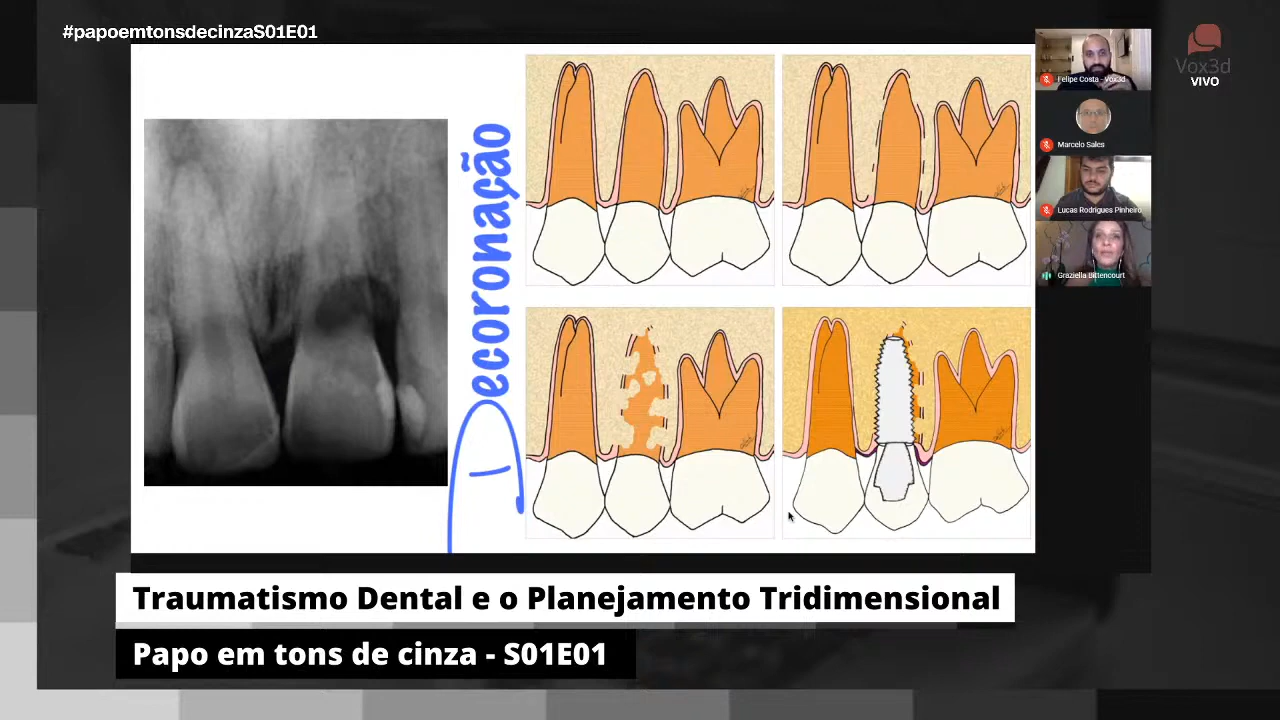 #papoemtonsdecinzaS01E01
Decoronação
Felipe Costa - Vox3d
Marcelo Sales
Lucas Rodrigues Pinheiro
Graziella Bittencourt
Vox3d
VIVO
Traumatismo Dental e o Planejamento Tridimensional
Papo em tons de cinza - S01E01